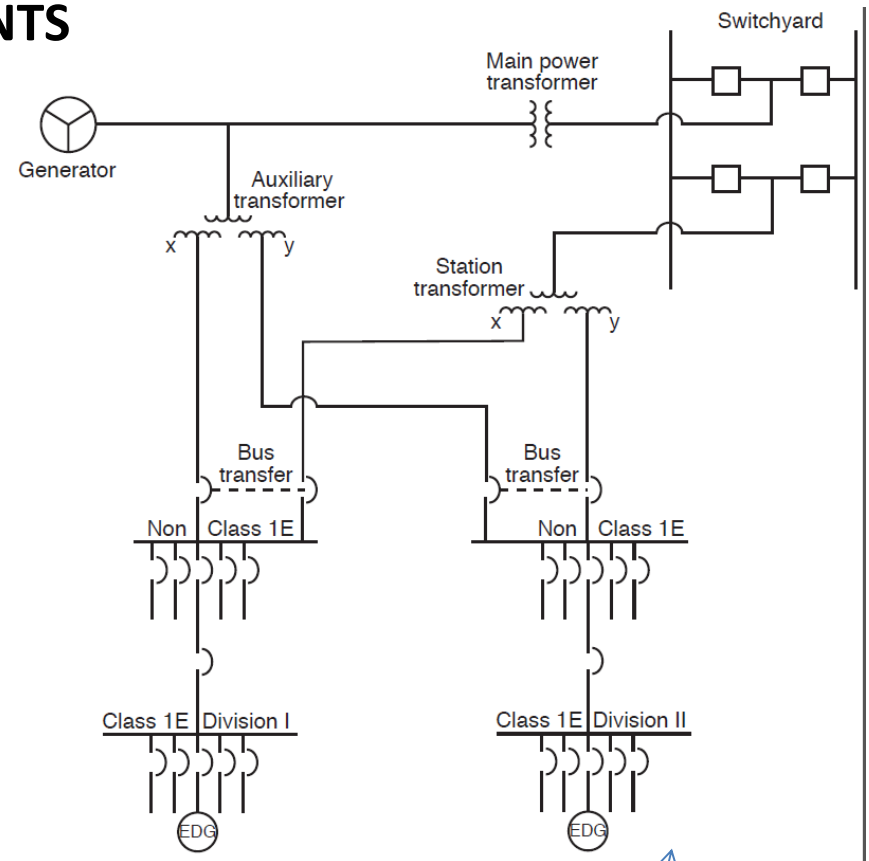 NTS
Switchyard
Main power
transformer
Generator
Auxiliary
transformer
x
y
Station
transformer
x
y
Bus
transfer
Bus
transfer
Non Class 1E
Non Class 1E
Class 1E Division I
Class 1E Division II
EDG
EDG